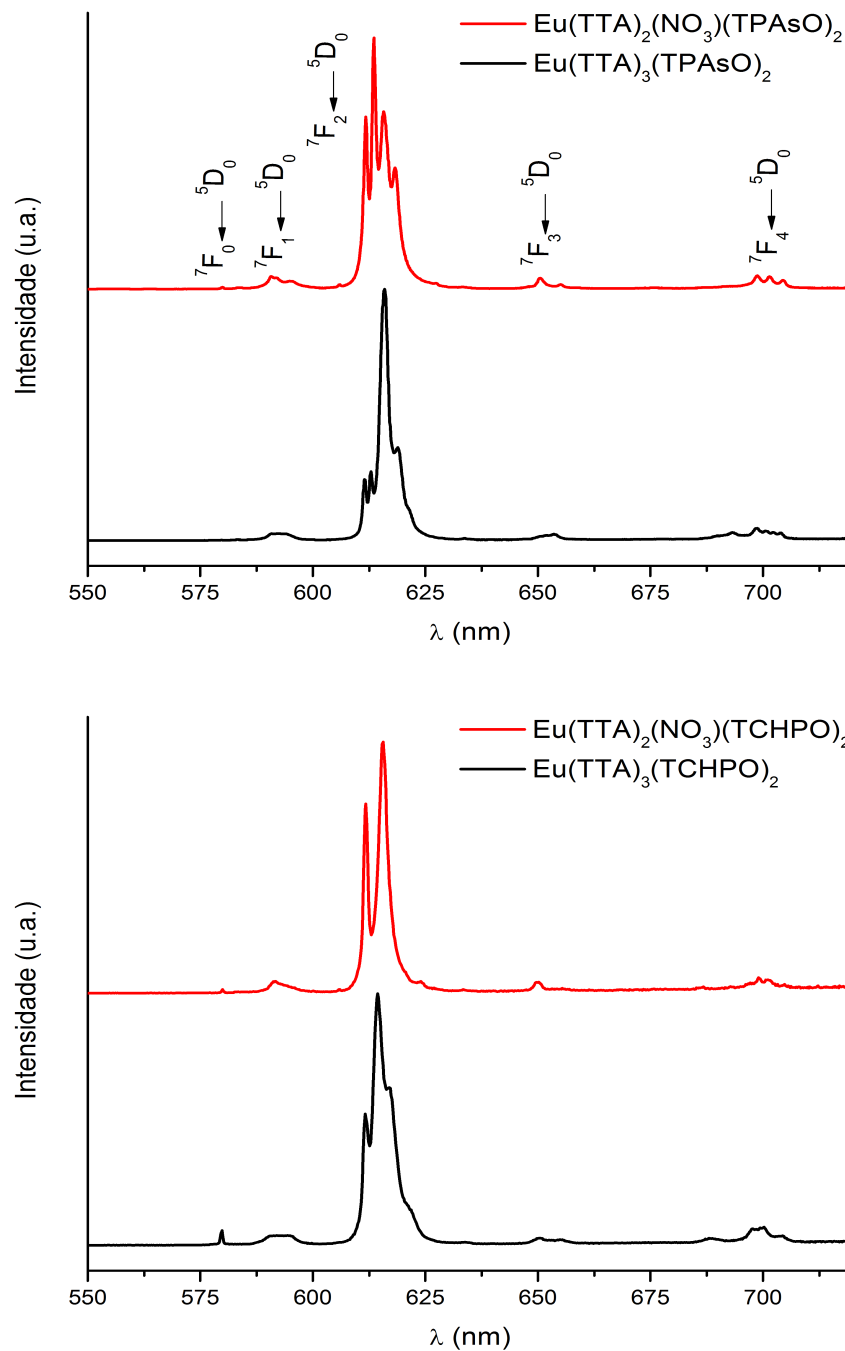 Eu(TTA)₂(NO₃)(TPAsO)₂
Eu(TTA)₃(TPAsO)₂
⁵D₀
⁷F₀
⁵D₀
⁷F₁
⁵D₀
⁷F₂
⁵D₀
⁷F₃
⁵D₀
⁷F₄
Intensidade (u.a.)
550 575 600 625 650 675 700
λ (nm)
Eu(TTA)₂(NO₃)(TCHPO)₂
Eu(TTA)₃(TCHPO)₂
Intensidade (u.a.)
550 575 600 625 650 675 700
λ (nm)